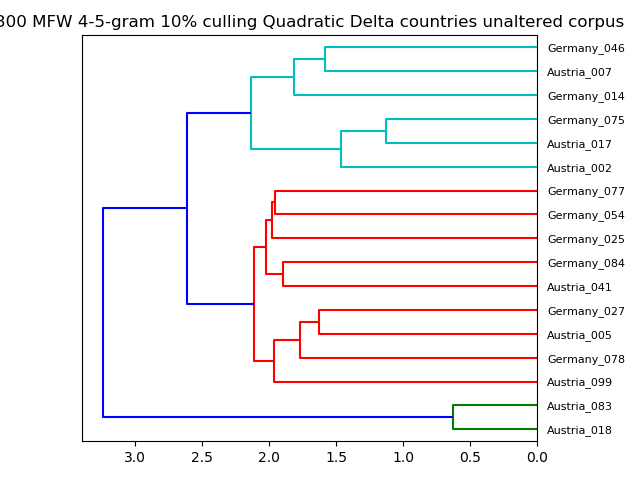 300 MFW 4-5-gram 10% culling Quadratic Delta countries unaltered corpus
Germany_046
Austria_007
Germany_014
Germany_075
Austria_017
Austria_002
Germany_077
Germany_054
Germany_025
Germany_084
Austria_041
Germany_027
Austria_005
Germany_078
Austria_099
Austria_083
Austria_018
3.0 2.5 2.0 1.5 1.0 0.5 0.0